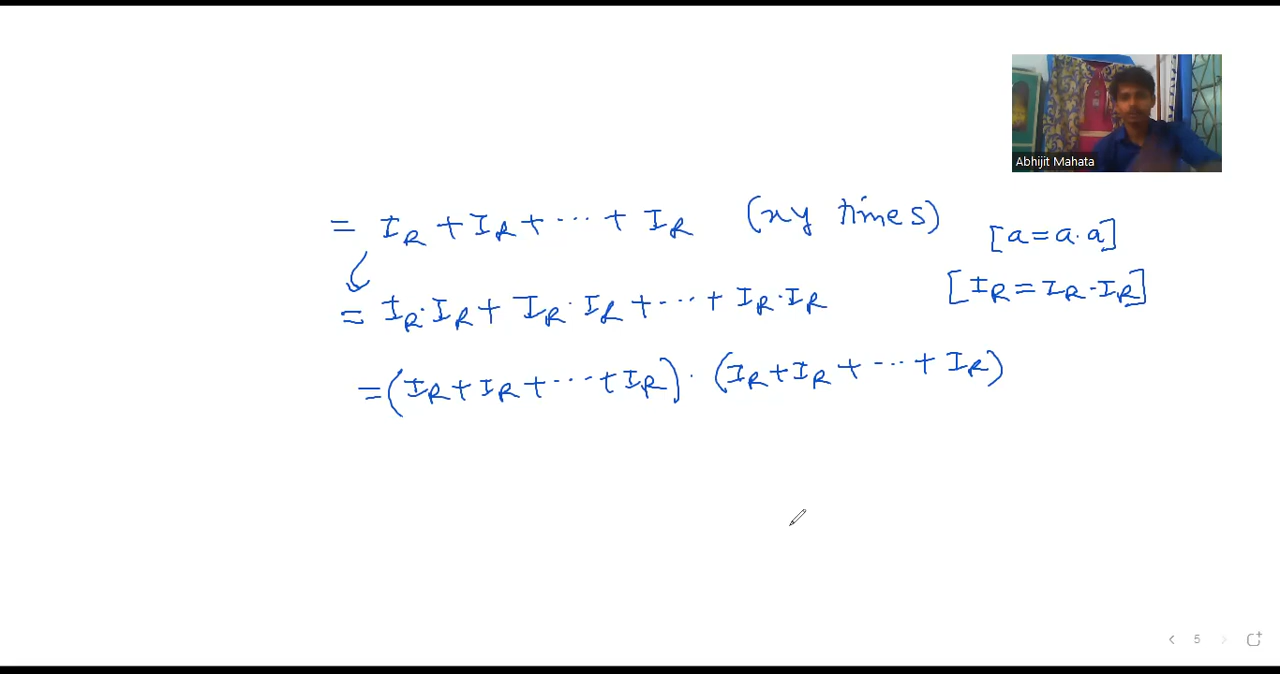 Abhijit Mahata
= I_R + I_R + ... + I_R (xy times)
[a = a . a]
= I_R . I_R + I_R . I_R + ... + I_R . I_R
[I_R = I_R . I_R]
= (I_R + I_R + ... + I_R) . (I_R + I_R + ... + I_R)
5